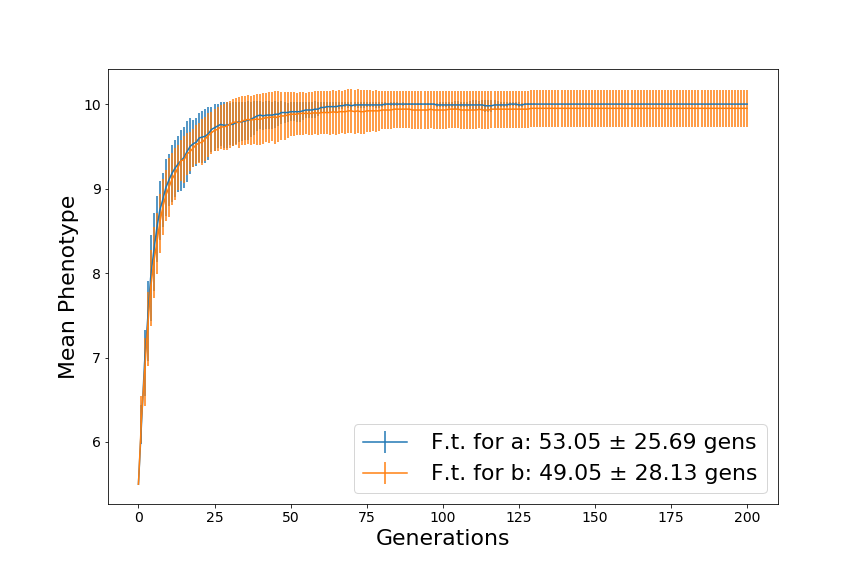 Mean Phenotype
10
9
8
7
6
F.t. for a: 53.05 ± 25.69 gens
F.t. for b: 49.05 ± 28.13 gens
0 25 50 75 100 125 150 175 200
Generations